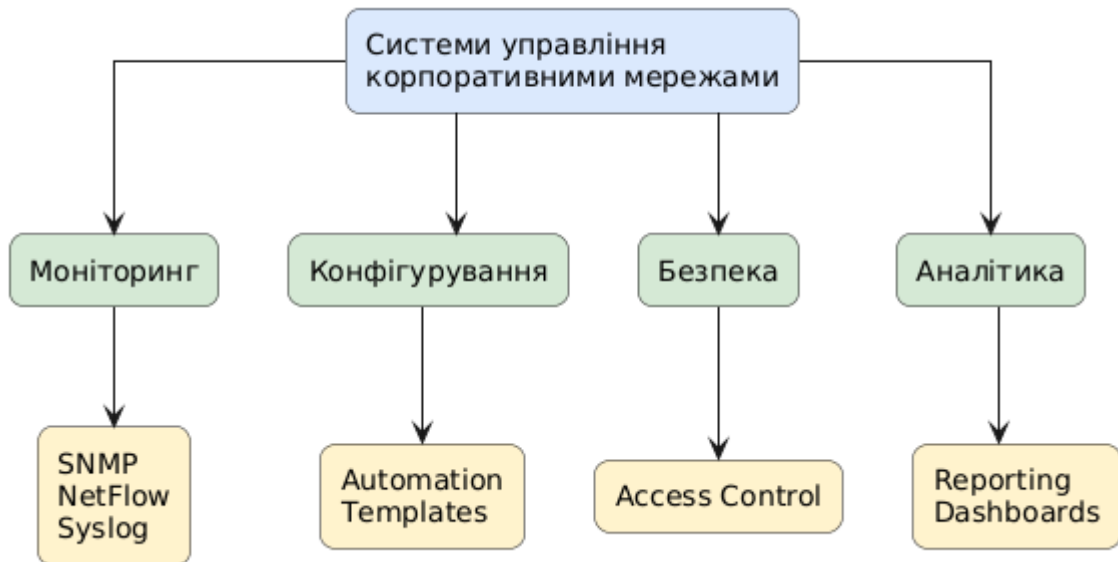 Системи управління
корпоративними мережами
Моніторинг
Конфігурування
Безпека
Аналітика
SNMP
NetFlow
Syslog
Automation
Templates
Access Control
Reporting
Dashboards